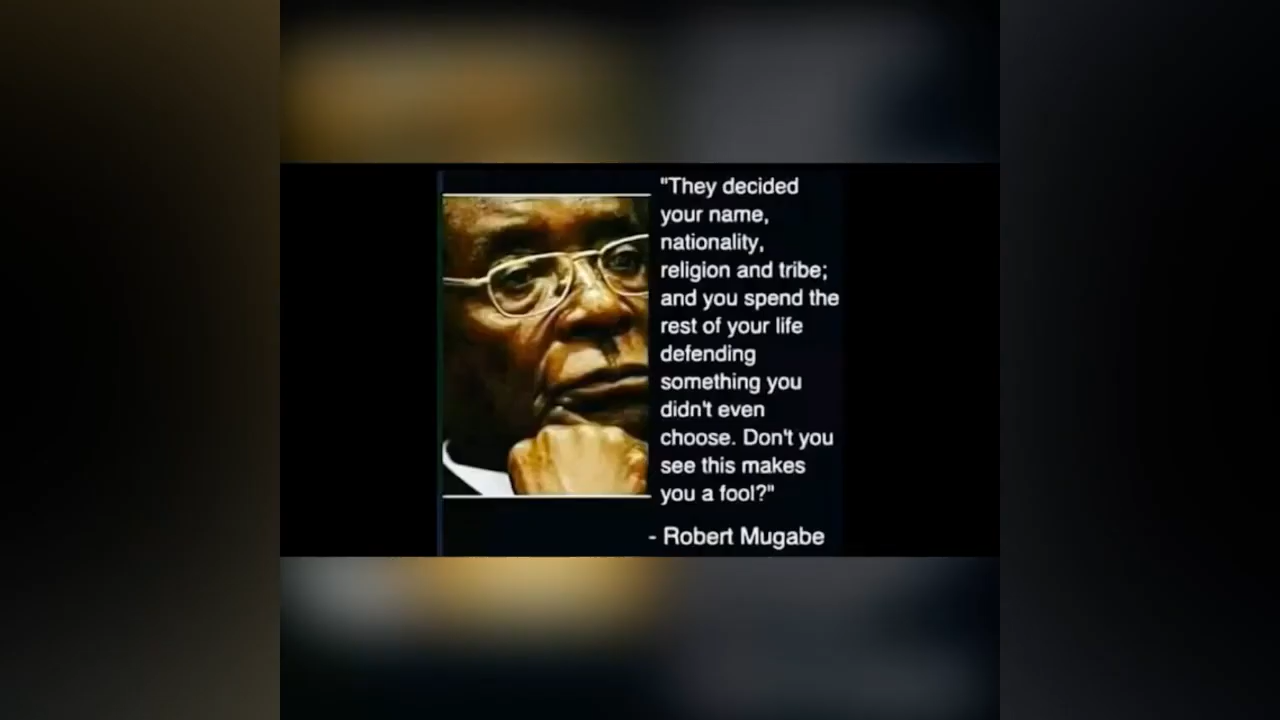 "They decided
your name,
nationality,
religion and tribe;
and you spend the
rest of your life
defending
something you
didn't even
choose. Don't you
see this makes
you a fool?"
- Robert Mugabe